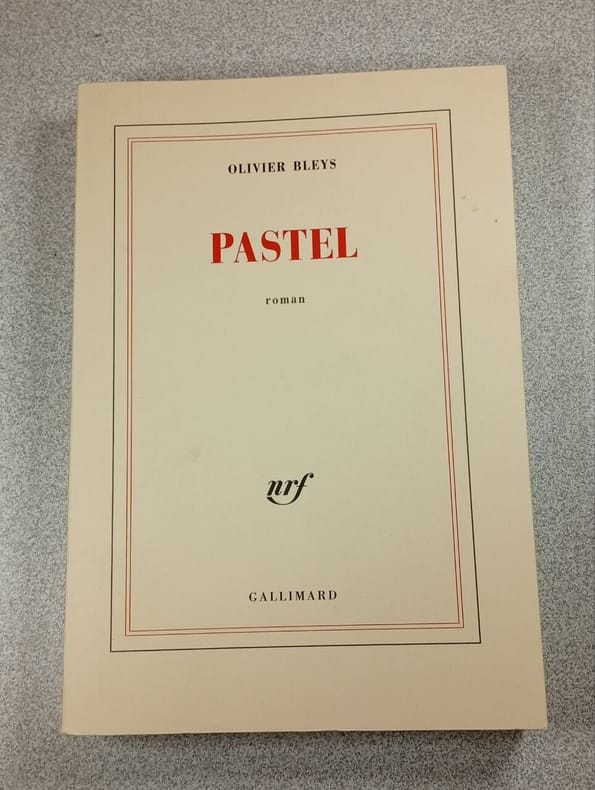 OLIVIER BLEYS
PASTEL
roman
nrf
GALLIMARD